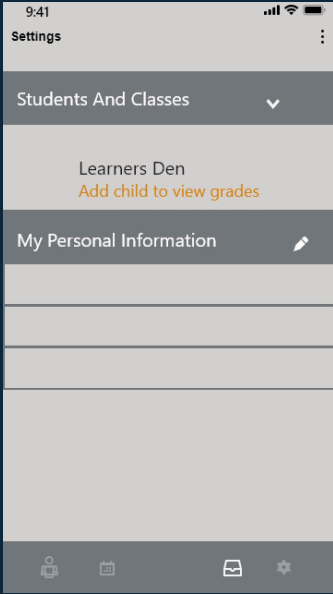 9:41
Settings
Students And Classes
Learners Den
Add child to view grades
My Personal Information